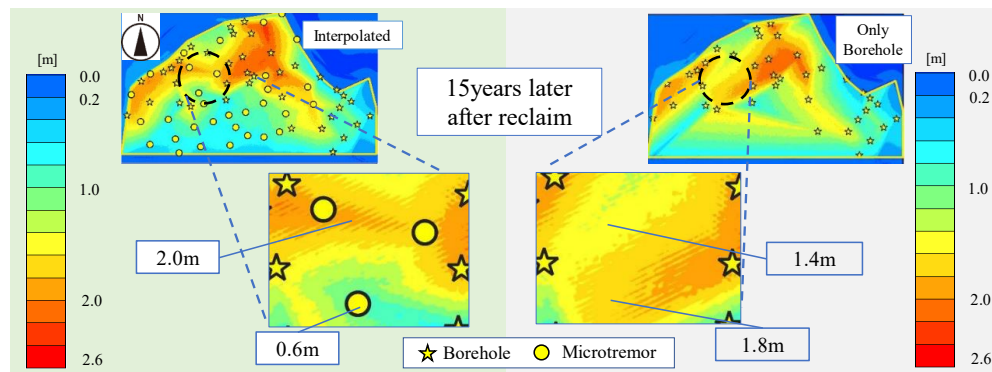 N
Interpolated
Only
Borehole
[m]
0.0
0.2
1.0
2.0
2.6
15years later
after reclaim
[m]
0.0
0.2
1.0
2.0
2.6
2.0m
0.6m
1.4m
1.8m
Borehole
Microtremor